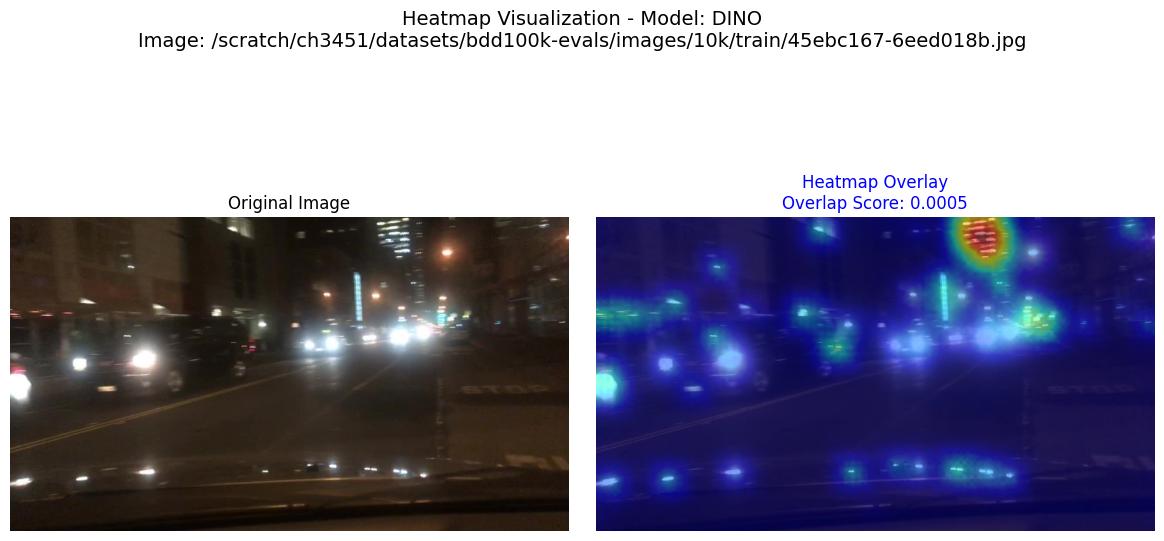 Heatmap Visualization - Model: DINO
Image: /scratch/ch3451/datasets/bdd100k-evals/images/10k/train/45ebc167-6eed018b.jpg
Original Image
Heatmap Overlay
Overlap Score: 0.0005